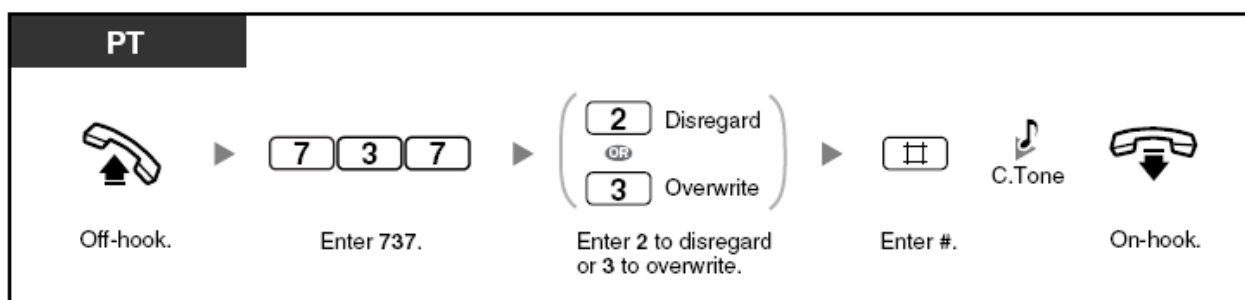 PT
7 3 7
2 Disregard
OR
3 Overwrite
#
C.Tone
Off-hook.
Enter 737.
Enter 2 to disregard
or 3 to overwrite.
Enter #.
On-hook.